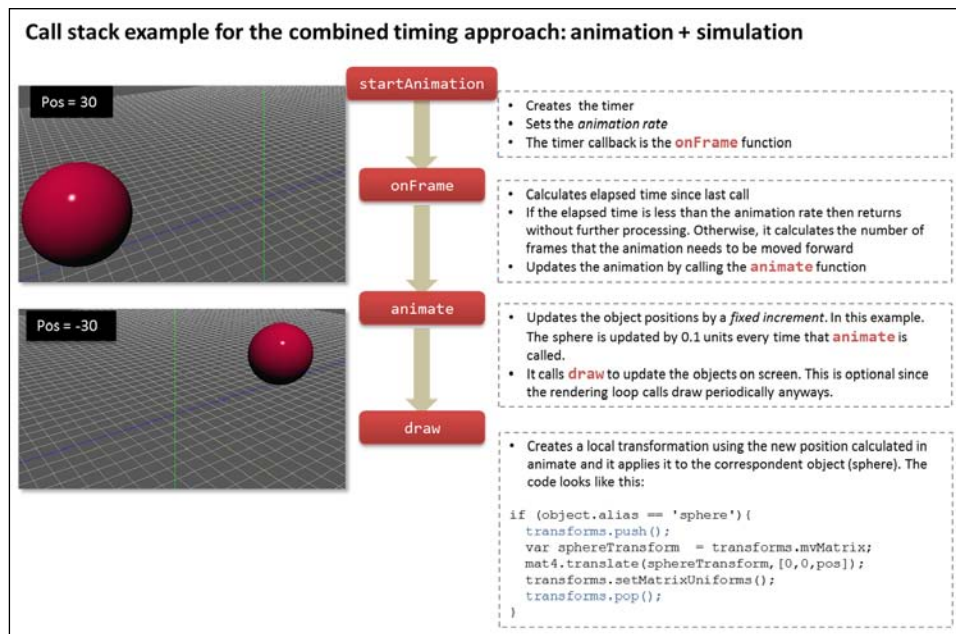 Call stack example for the combined timing approach: animation + simulation
Pos = 30
startAnimation
• Creates the timer
• Sets the animation rate
• The timer callback is the onFrame function
onFrame
• Calculates elapsed time since last call
• If the elapsed time is less than the animation rate then returns
without further processing. Otherwise, it calculates the number of
frames that the animation needs to be moved forward
• Updates the animation by calling the animate function
Pos = -30
animate
• Updates the object positions by a fixed increment. In this example.
The sphere is updated by 0.1 units every time that animate is
called.
• It calls draw to update the objects on screen. This is optional since
the rendering loop calls draw periodically anyways.
draw
• Creates a local transformation using the new position calculated in
animate and it applies it to the correspondent object (sphere). The
code looks like this:
if (object.alias == 'sphere'){
transforms.push();
var sphereTransform = transforms.mvMatrix;
mat4.translate(sphereTransform,[0,0,pos]);
transforms.setMatrixUniforms();
transforms.pop();
}